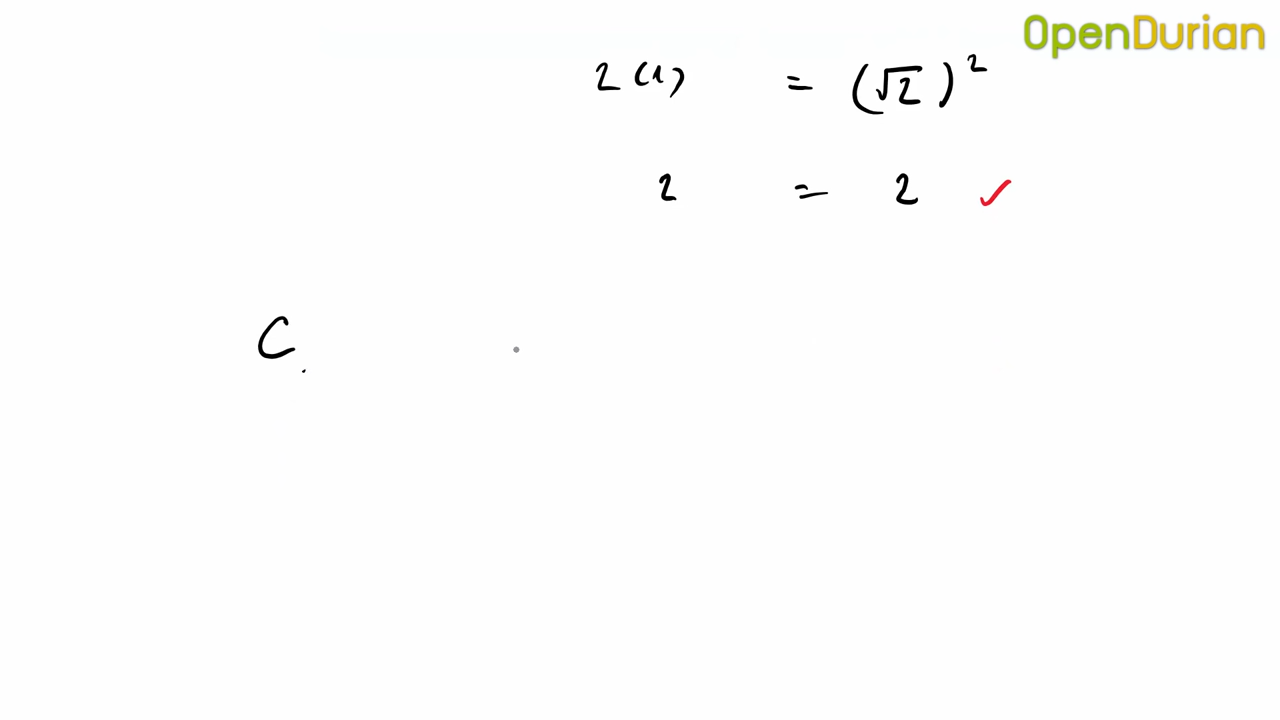 OpenDurian
2(1) = (√2)²
2 = 2 ✓
C.